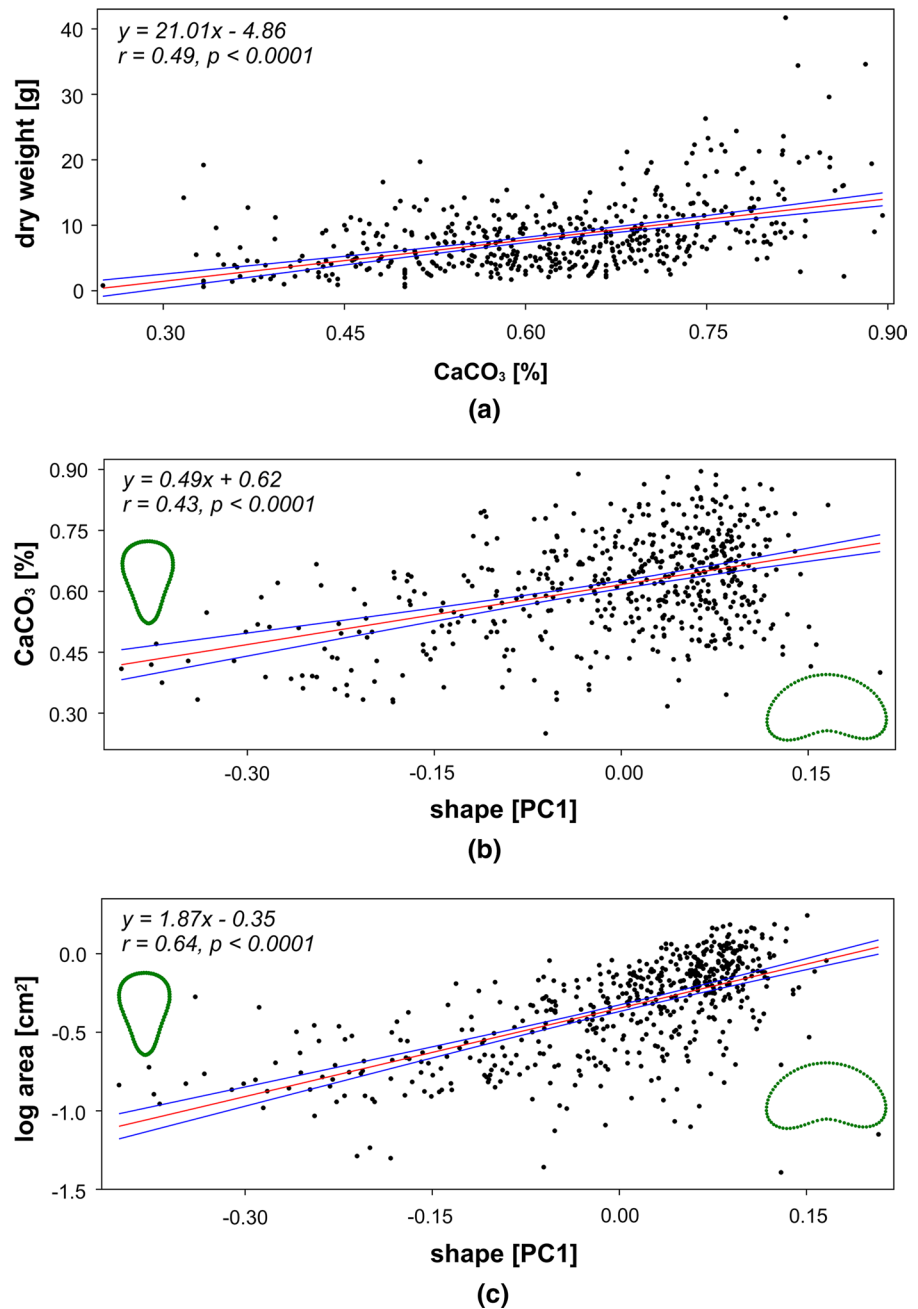 y = 21.01x - 4.86
r = 0.49, p < 0.0001
40
30
20
10
0
dry weight [g]
0.30 0.45 0.60 0.75 0.90
CaCO₃ [%]
(a)
y = 0.49x + 0.62
r = 0.43, p < 0.0001
0.90
0.75
0.60
0.45
0.30
CaCO₃ [%]
-0.30 -0.15 0.00 0.15
shape [PC1]
(b)
y = 1.87x - 0.35
r = 0.64, p < 0.0001
0.0
-0.5
-1.0
-1.5
log area [cm²]
-0.30 -0.15 0.00 0.15
shape [PC1]
(c)